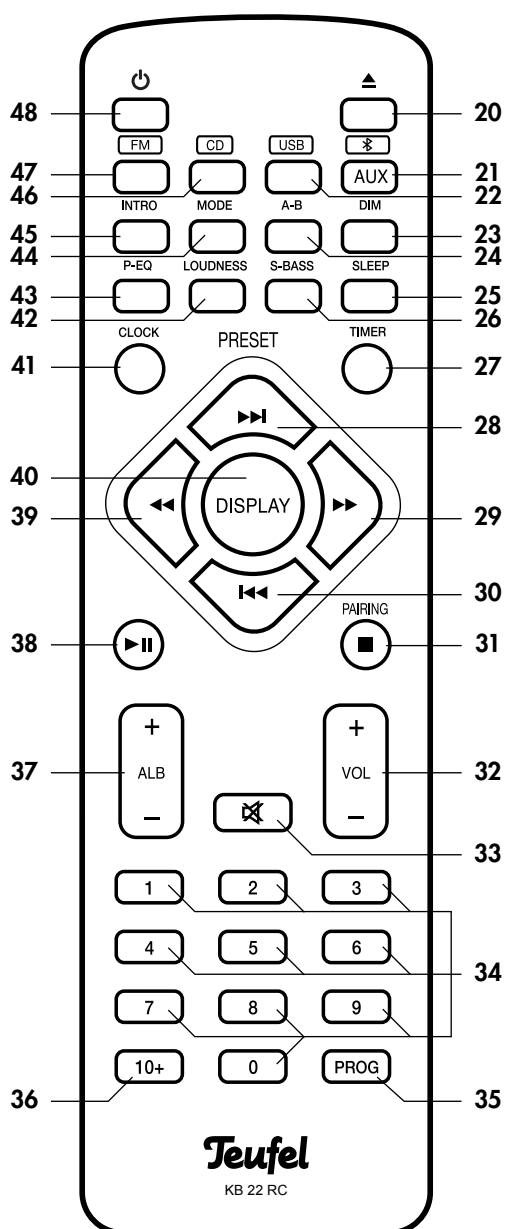 48 20
FM CD USB
47 AUX 21
46 22
INTRO MODE A-B DIM
45 23
44 24
P-EQ LOUDNESS S-BASS SLEEP
43 25
42 26
CLOCK PRESET TIMER
41 27
28
40 DISPLAY
39 29
30
PAIRING
38 31
+ +
37 ALB VOL 32
– –
33
1 2 3
4 5 6 34
7 8 9
10+ 0 PROG
36 35
Teufel
KB 22 RC